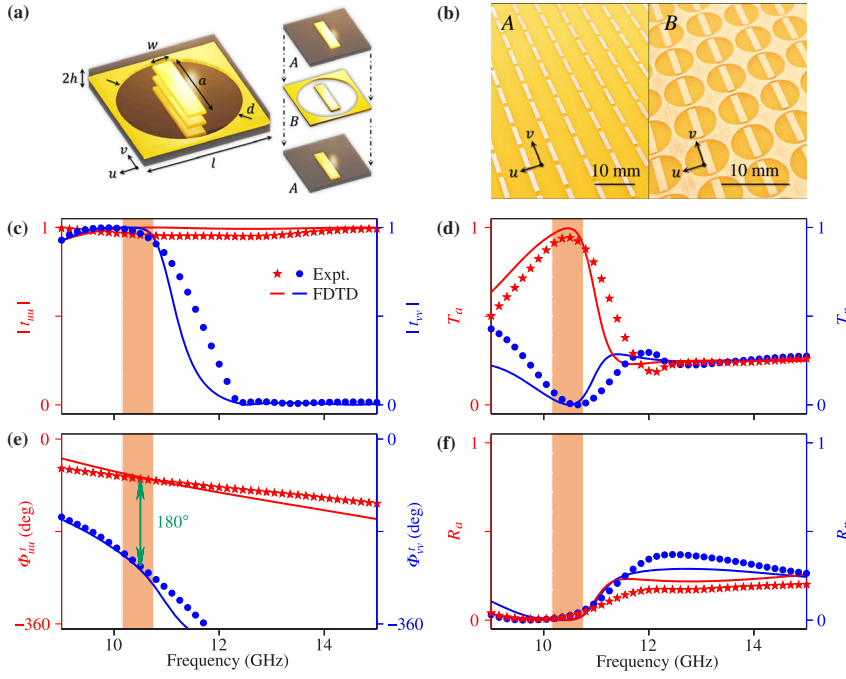 (a)
w
2h
a
d
v
u
l
A
B
A
(b)
A
B
v
u
10 mm
v
u
10 mm
(c)
1
| t_uu |
0
Expt.
FDTD
1
| t_vv |
0
(d)
1
T_a
0
1
0
(e)
0
Φ^t_uu (deg)
−360
180°
0
Φ^t_vv (deg)
−360
10 12 14
Frequency (GHz)
(f)
1
R_a
0
1
0
10 12 14
Frequency (GHz)